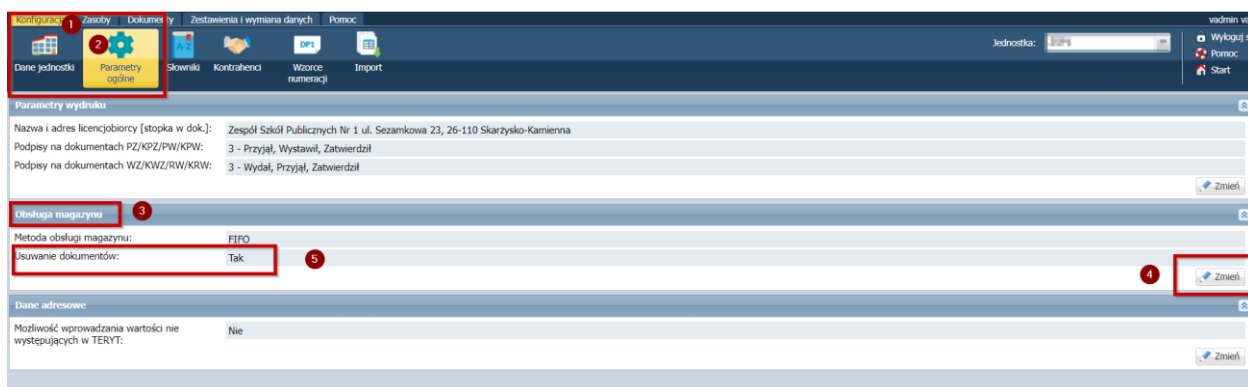 Konfiguracja Zasoby Dokumenty Zestawienia i wymiana danych Pomoc vadmin va
1
2
Dane jednostki Parametry ogólne Słowniki Kontrahenci Wzorce numeracji Import
A-Z
DP1
Jednostka:
Wyloguj s
Pomoc
Start
Parametry wydruku
Nazwa i adres licencjobiorcy [stopka w dok.]: Zespół Szkół Publicznych Nr 1 ul. Sezamkowa 23, 26-110 Skarżysko-Kamienna
Podpisy na dokumentach PZ/KPZ/PW/KPW: 3 - Przyjął, Wystawił, Zatwierdził
Podpisy na dokumentach WZ/KWZ/RW/KRW: 3 - Wydał, Przyjął, Zatwierdził
Zmień
Obsługa magazynu 3
Metoda obsługi magazynu: FIFO
Usuwanie dokumentów: Tak 5
4 Zmień
Dane adresowe
Możliwość wprowadzania wartości nie
występujących w TERYT: Nie
Zmień